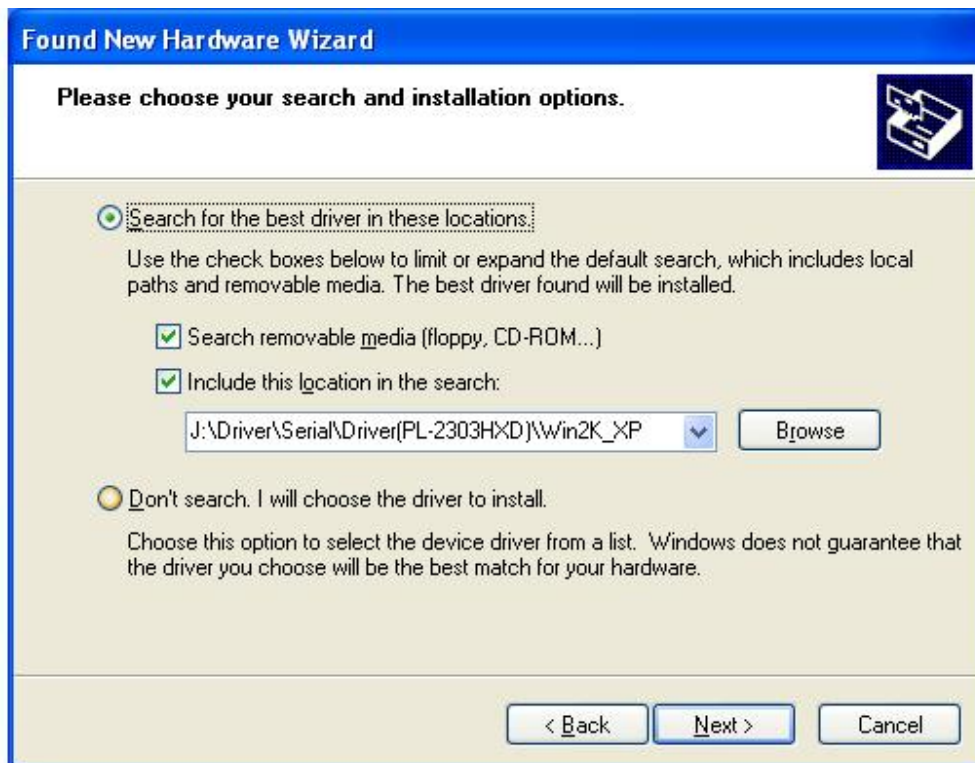 Found New Hardware Wizard
Please choose your search and installation options.
Search for the best driver in these locations.
Use the check boxes below to limit or expand the default search, which includes local
paths and removable media. The best driver found will be installed.
Search removable media (floppy, CD-ROM...)
Include this location in the search:
J:\Driver\Serial\Driver(PL-2303HXD)\Win2K_XP
Browse
Don't search. I will choose the driver to install.
Choose this option to select the device driver from a list. Windows does not guarantee that
the driver you choose will be the best match for your hardware.
< Back
Next >
Cancel